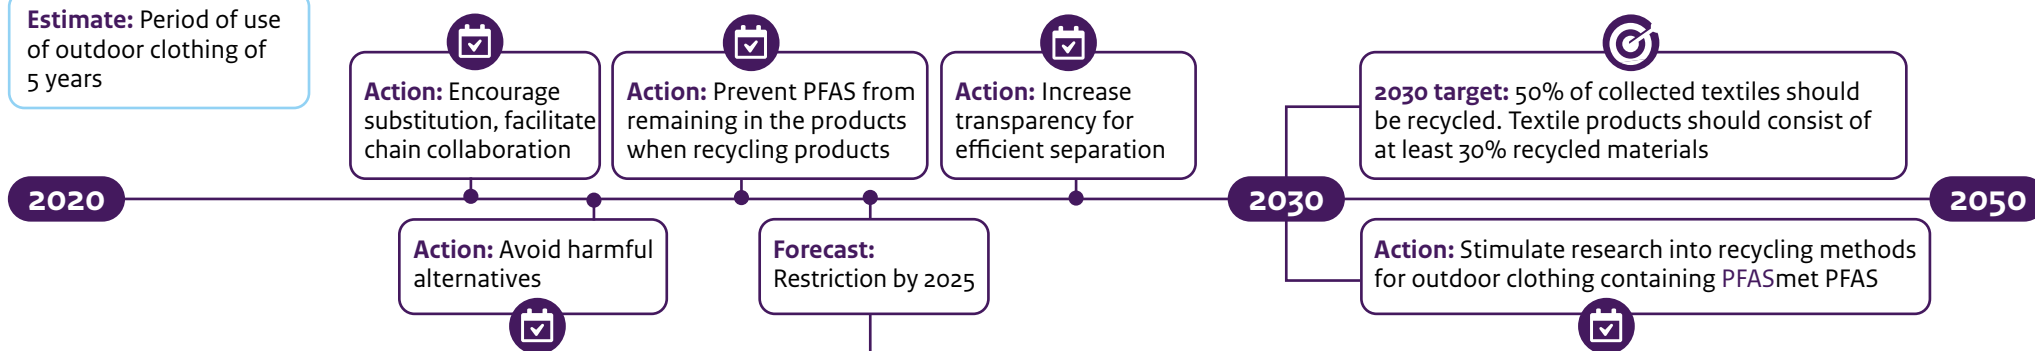 Estimate: Period of use
of outdoor clothing of
5 years
Action: Encourage
substitution, facilitate
chain collaboration
Action: Prevent PFAS from
remaining in the products
when recycling products
Action: Increase
transparency for
efficient separation
2030 target: 50% of collected textiles should
be recycled. Textile products should consist of
at least 30% recycled materials
2020
2030
2050
Action: Avoid harmful
alternatives
Forecast:
Restriction by 2025
Action: Stimulate research into recycling methods
for outdoor clothing containing PFASmet PFAS